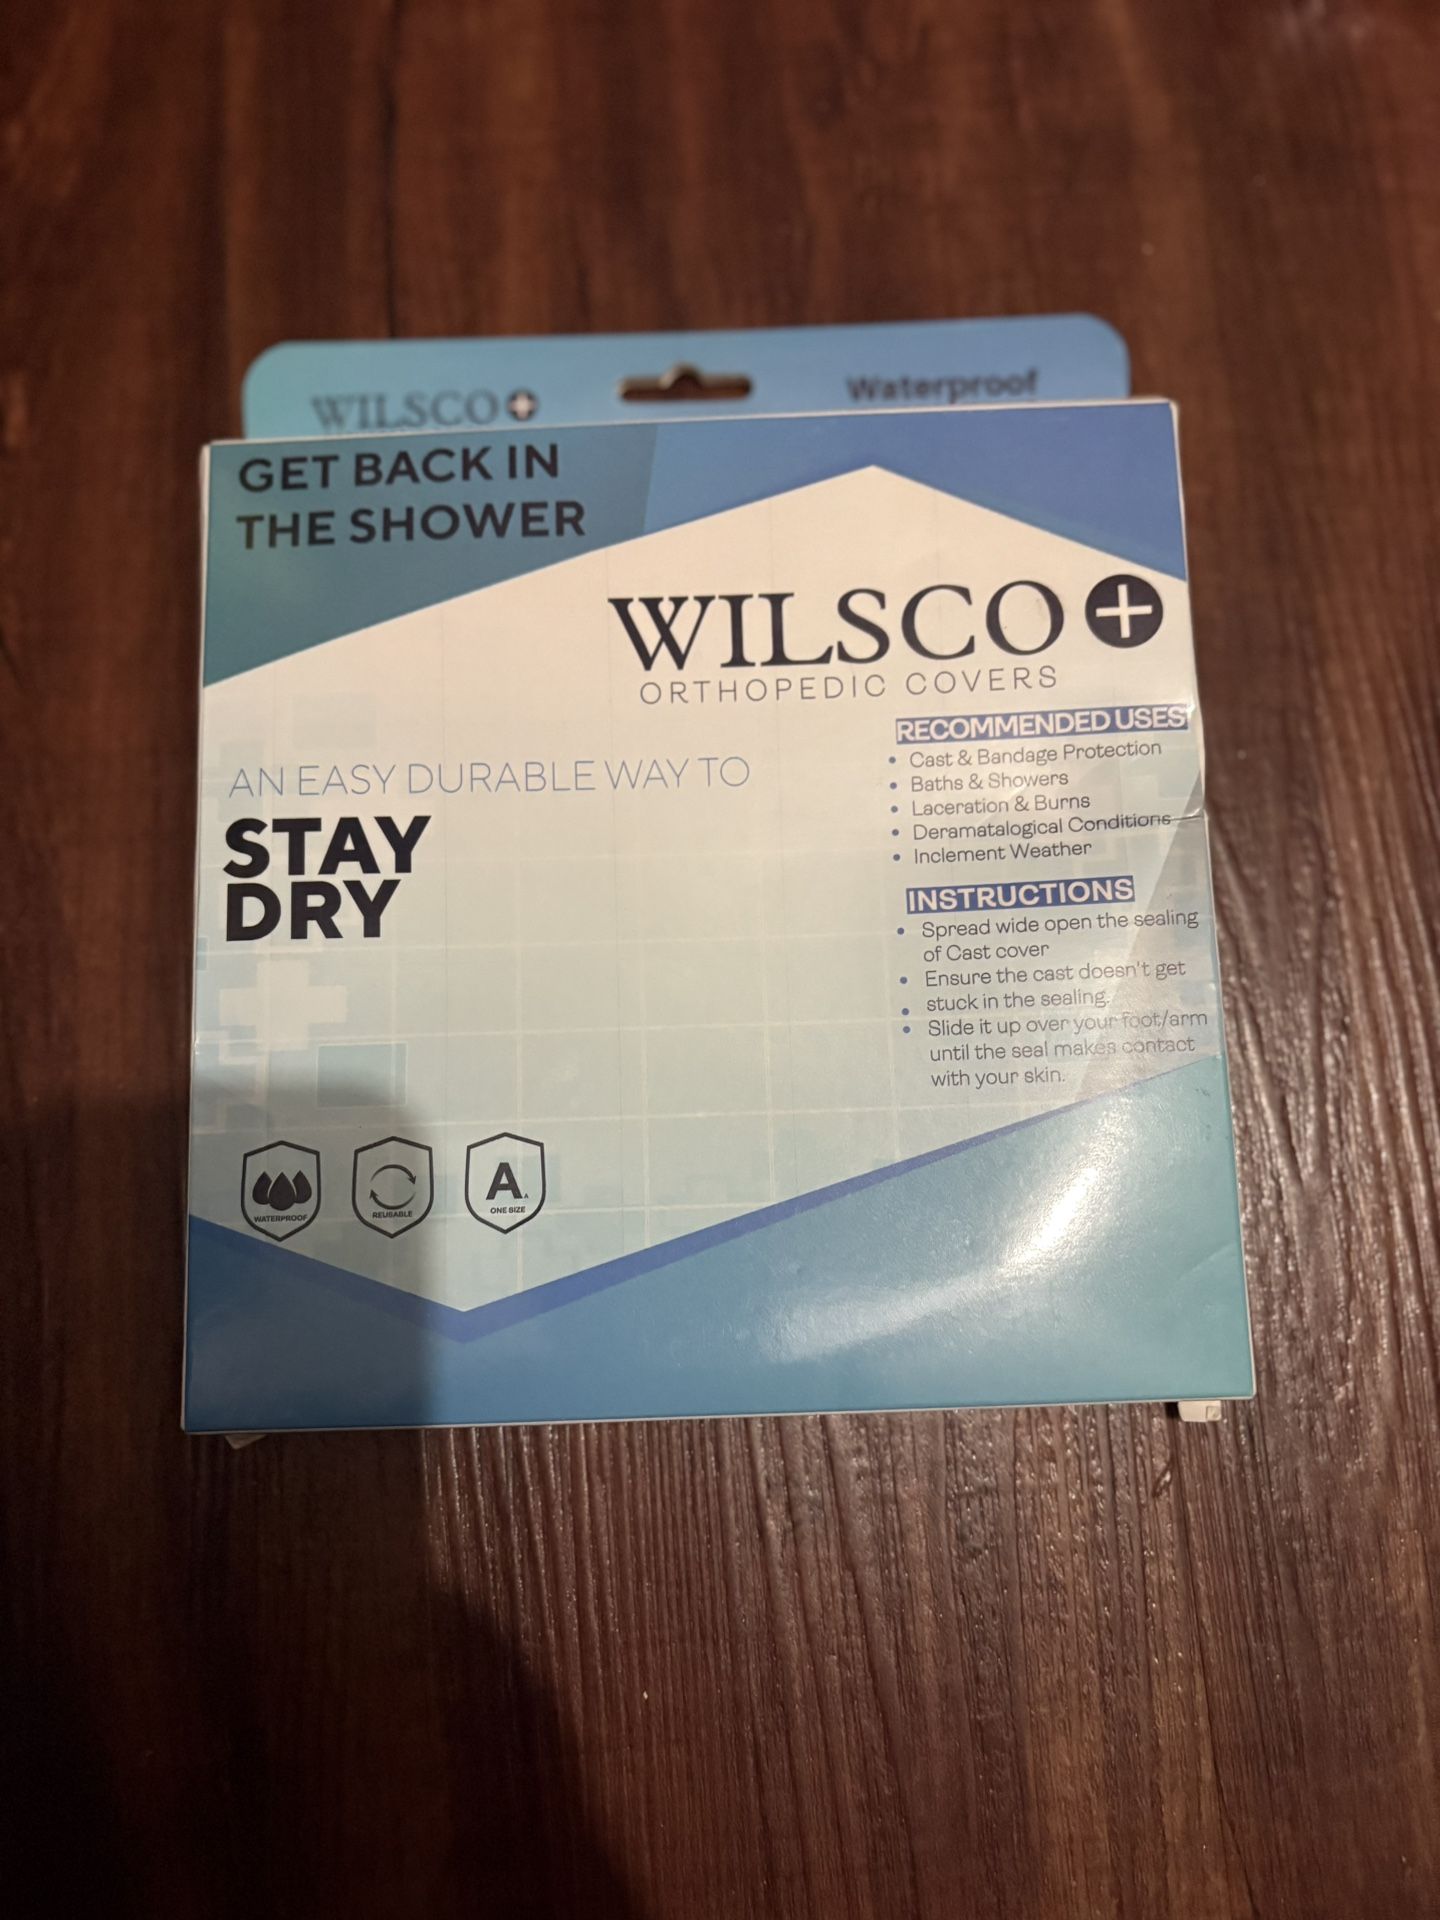 WILSCO
Waterproof
GET BACK IN
THE SHOWER
WILSCO
ORTHOPEDIC COVERS
RECOMMENDED USES
• Cast & Bandage Protection
• Baths & Showers
• Laceration & Burns
• Deramatalogical Conditions
• Inclement Weather
AN EASY DURABLE WAY TO
STAY
DRY
INSTRUCTIONS
• Spread wide open the sealing
of Cast cover
• Ensure the cast doesn't get
• stuck in the sealing.
• Slide it up over your foot/arm
until the seal makes contact
with your skin.
WATERPROOF
REUSABLE
A
ONE SIZE